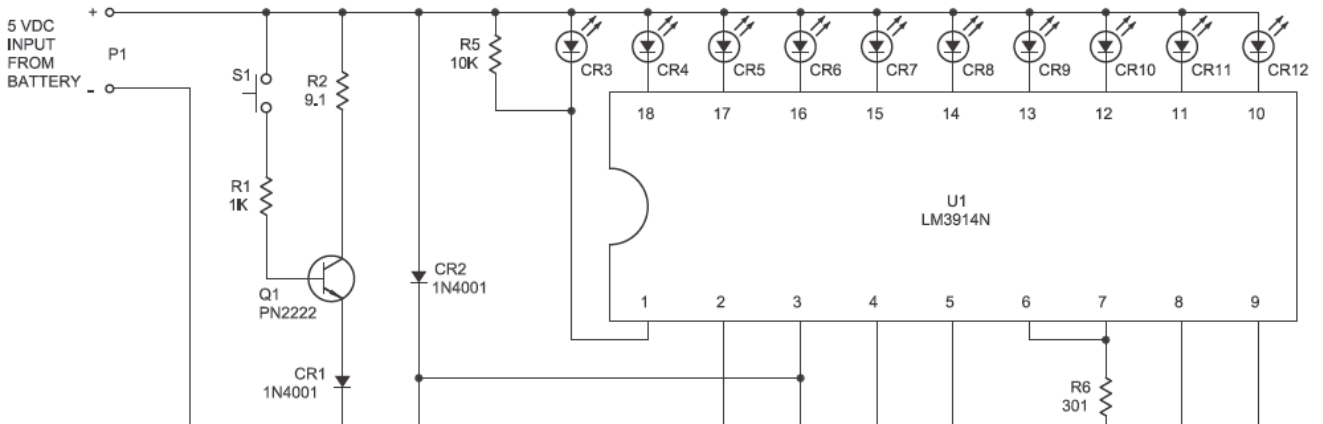 5 VDC
INPUT
FROM
BATTERY
+
-
P1
S1
R2
9.1
R1
1K
Q1
PN2222
CR1
1N4001
CR2
1N4001
R5
10K
CR3
CR4
CR5
CR6
CR7
CR8
CR9
CR10
CR11
CR12
18 17 16 15 14 13 12 11 10
U1
LM3914N
1 2 3 4 5 6 7 8 9
R6
301